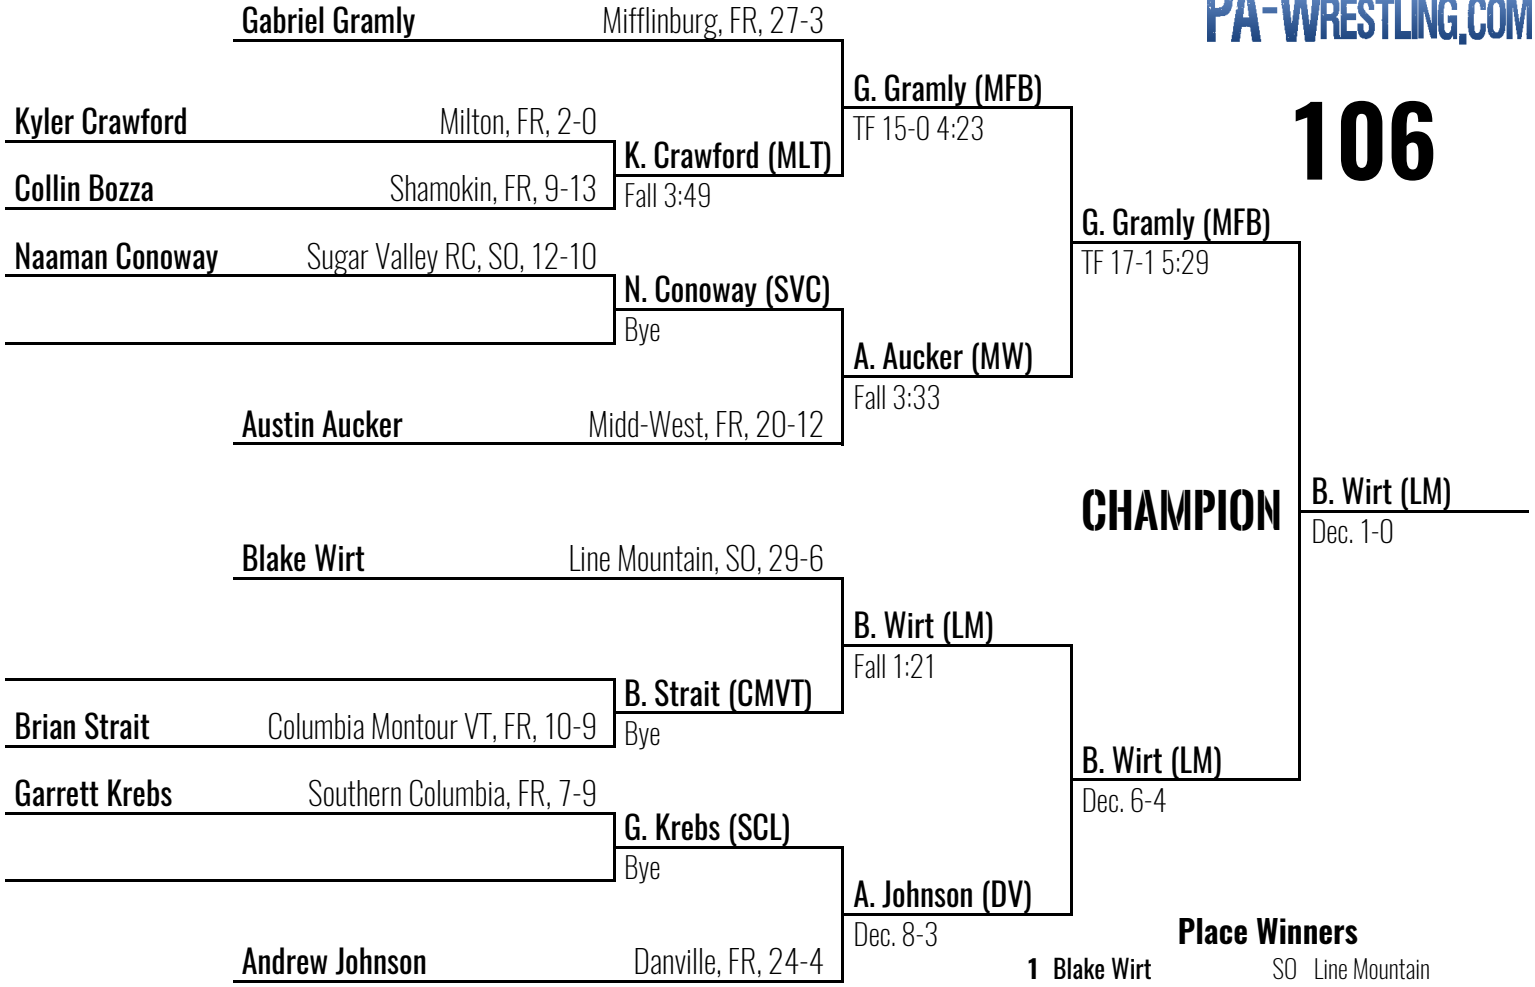 PA-WRESTLING.COM
Gabriel Gramly Mifflinburg, FR, 27-3
G. Gramly (MFB)
TF 15-0 4:23
106
Kyler Crawford Milton, FR, 2-0
K. Crawford (MLT)
Fall 3:49
Collin Bozza Shamokin, FR, 9-13
G. Gramly (MFB)
TF 17-1 5:29
Naaman Conoway Sugar Valley RC, SO, 12-10
N. Conoway (SVC)
Bye
A. Aucker (MW)
Fall 3:33
Austin Aucker Midd-West, FR, 20-12
CHAMPION
B. Wirt (LM)
Dec. 1-0
Blake Wirt Line Mountain, SO, 29-6
B. Wirt (LM)
Fall 1:21
B. Strait (CMVT)
Bye
Brian Strait Columbia Montour VT, FR, 10-9
B. Wirt (LM)
Dec. 6-4
Garrett Krebs Southern Columbia, FR, 7-9
G. Krebs (SCL)
Bye
A. Johnson (DV)
Dec. 8-3
Andrew Johnson Danville, FR, 24-4
Place Winners
1 Blake Wirt SO Line Mountain